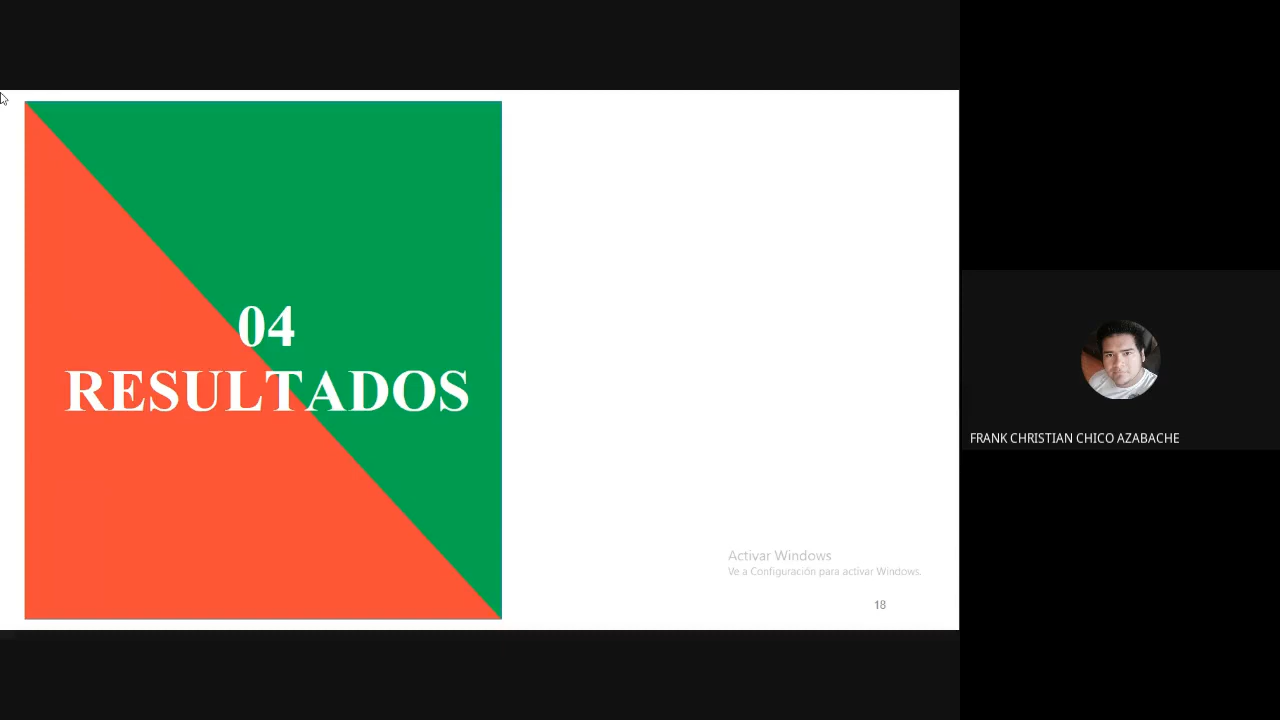 04
RESULTADOS
Activar Windows
Ve a Configuración para activar Windows.
18
FRANK CHRISTIAN CHICO AZABACHE